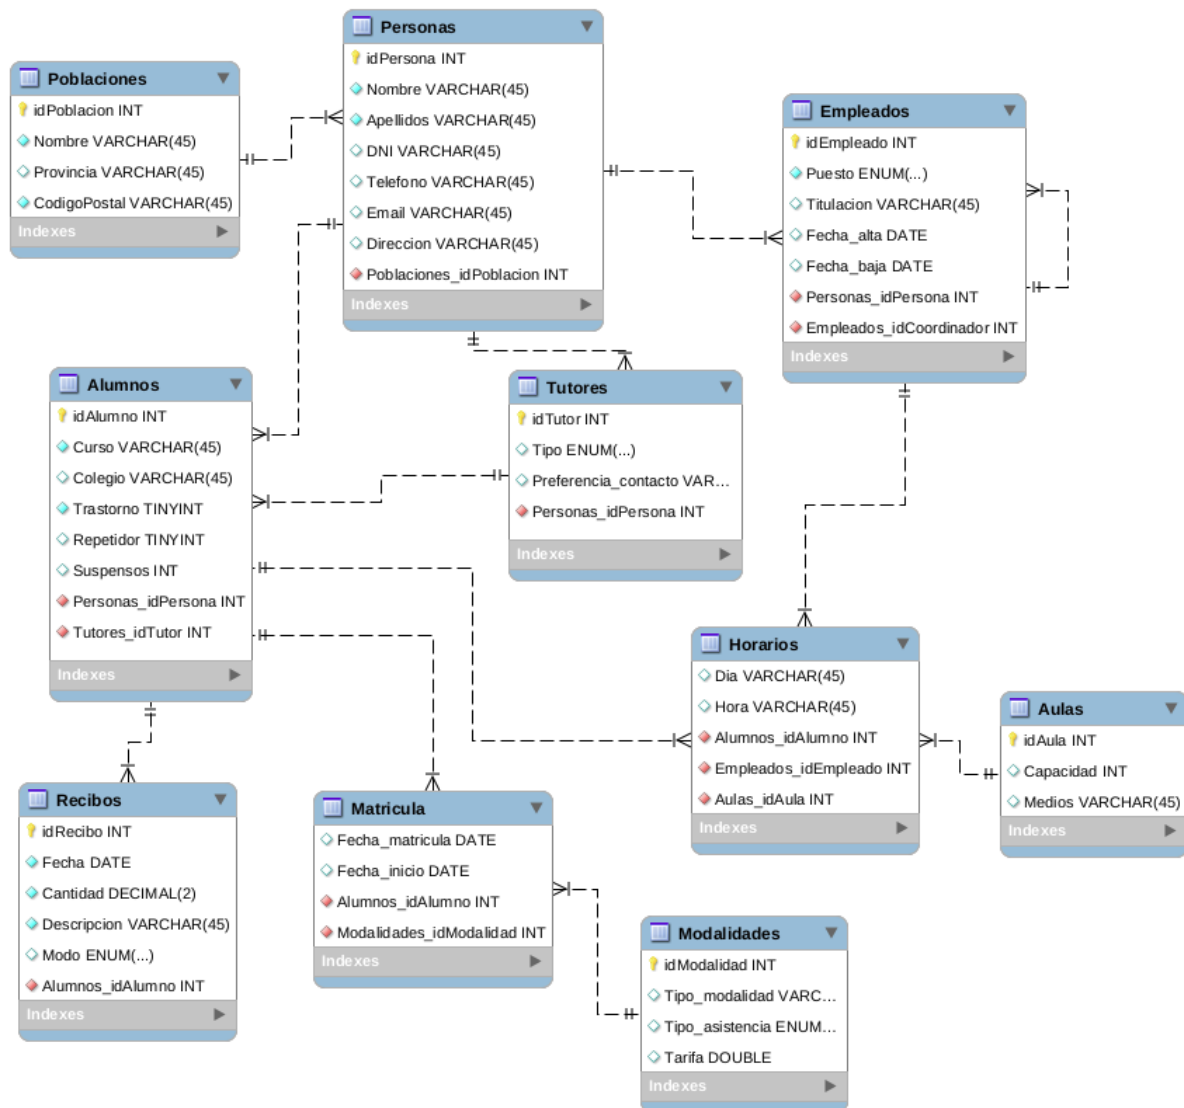 Personas
idPersona INT
Nombre VARCHAR(45)
Apellidos VARCHAR(45)
DNI VARCHAR(45)
Telefono VARCHAR(45)
Email VARCHAR(45)
Direccion VARCHAR(45)
Poblaciones_idPoblacion INT
Indexes
Poblaciones
idPoblacion INT
Nombre VARCHAR(45)
Provincia VARCHAR(45)
CodigoPostal VARCHAR(45)
Indexes
Empleados
idEmpleado INT
Puesto ENUM(...)
Titulacion VARCHAR(45)
Fecha_alta DATE
Fecha_baja DATE
Personas_idPersona INT
Empleados_idCoordinador INT
Indexes
Alumnos
idAlumno INT
Curso VARCHAR(45)
Colegio VARCHAR(45)
Trastorno TINYINT
Repetidor TINYINT
Suspensos INT
Personas_idPersona INT
Tutores_idTutor INT
Indexes
Tutores
idTutor INT
Tipo ENUM(...)
Preferencia_contacto VAR...
Personas_idPersona INT
Indexes
Horarios
Dia VARCHAR(45)
Hora VARCHAR(45)
Alumnos_idAlumno INT
Empleados_idEmpleado INT
Aulas_idAula INT
Indexes
Aulas
idAula INT
Capacidad INT
Medios VARCHAR(45)
Indexes
Recibos
idRecibo INT
Fecha DATE
Cantidad DECIMAL(2)
Descripcion VARCHAR(45)
Modo ENUM(...)
Alumnos_idAlumno INT
Indexes
Matricula
Fecha_matricula DATE
Fecha_inicio DATE
Alumnos_idAlumno INT
Modalidades_idModalidad INT
Indexes
Modalidades
idModalidad INT
Tipo_modalidad VARC...
Tipo_asistencia ENUM...
Tarifa DOUBLE
Indexes